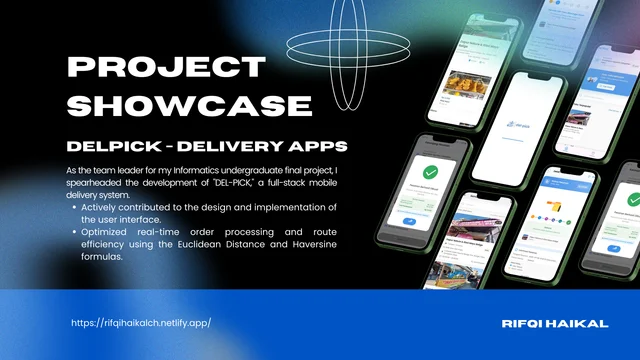 PROJECT
SHOWCASE
DELPICK - DELIVERY APPS
As the team leader for my Informatics undergraduate final project, I
spearheaded the development of "DEL-PICK," a full-stack mobile
delivery system.
• Actively contributed to the design and implementation of
the user interface.
• Optimized real-time order processing and route
efficiency using the Euclidean Distance and Haversine
formulas.
https://rifqihaikalch.netlify.app/
RIFQI HAIKAL